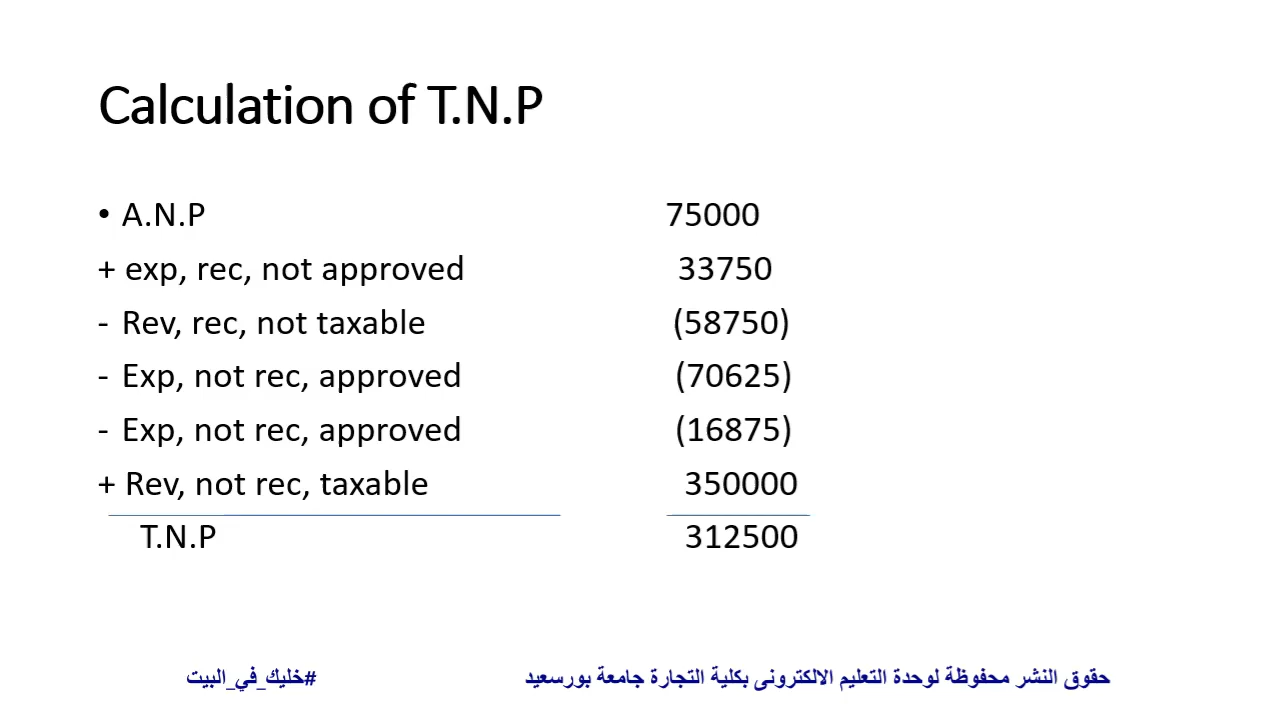 Calculation of T.N.P
• A.N.P 75000
+ exp, rec, not approved 33750
- Rev, rec, not taxable (58750)
- Exp, not rec, approved (70625)
- Exp, not rec, approved (16875)
+ Rev, not rec, taxable 350000
T.N.P 312500
حقوق النشر محفوظة لوحدة التعليم الالكترونى بكلية التجارة جامعة بورسعيد #خليك_في_البيت